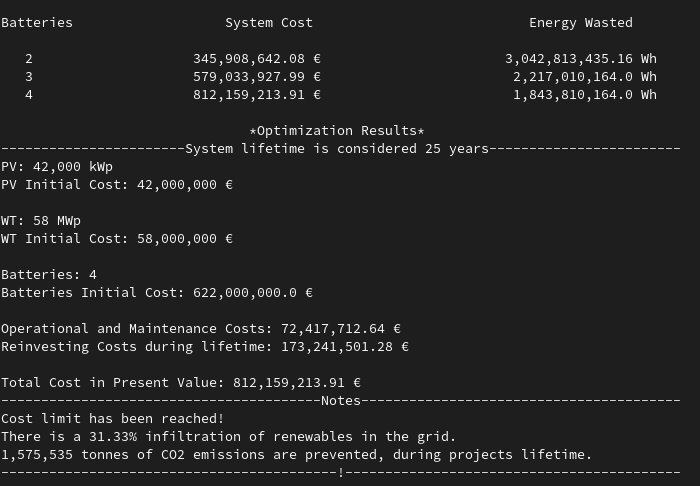 Batteries System Cost Energy Wasted
2 345,908,642.08 € 3,042,813,435.16 Wh
3 579,033,927.99 € 2,217,010,164.0 Wh
4 812,159,213.91 € 1,843,810,164.0 Wh
*Optimization Results*
-----------------------System lifetime is considered 25 years------------------------
PV: 42,000 kWp
PV Initial Cost: 42,000,000 €
WT: 58 MWp
WT Initial Cost: 58,000,000 €
Batteries: 4
Batteries Initial Cost: 622,000,000.0 €
Operational and Maintenance Costs: 72,417,712.64 €
Reinvesting Costs during lifetime: 173,241,501.28 €
Total Cost in Present Value: 812,159,213.91 €
----------------------------------------Notes----------------------------------------
Cost limit has been reached!
There is a 31.33% infiltration of renewables in the grid.
1,575,535 tonnes of CO2 emissions are prevented, during projects lifetime.
------------------------------------------!------------------------------------------